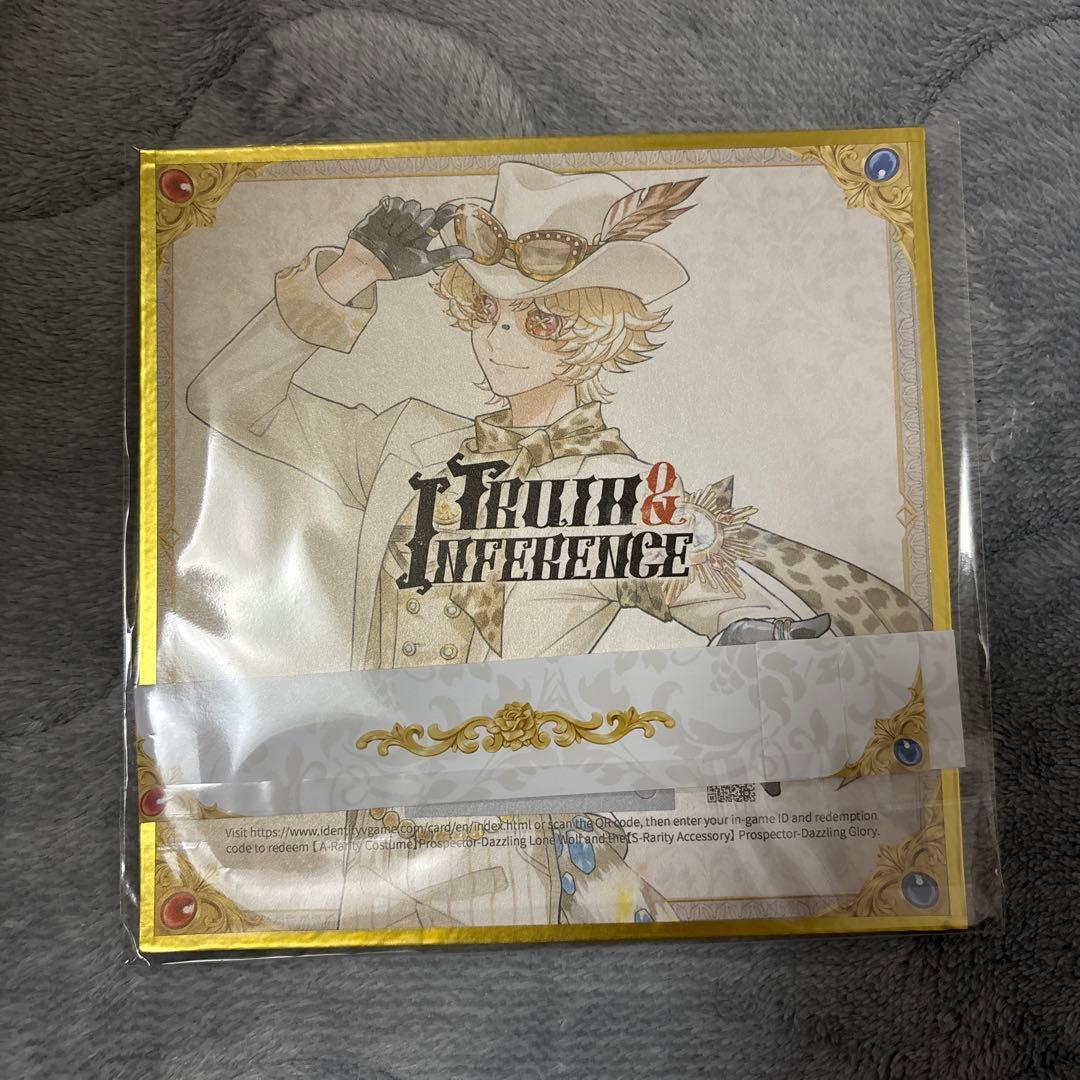 TRUTH &
INFERENCE
Visit https://www.identityvgame.com/card/en/index.html or scan the QR code, then enter your in-game ID and redemption
code to redeem【A-Rarity Costume】Prospector-Dazzling Lone Wolf and the【S-Rarity Accessory】Prospector-Dazzling Glory.